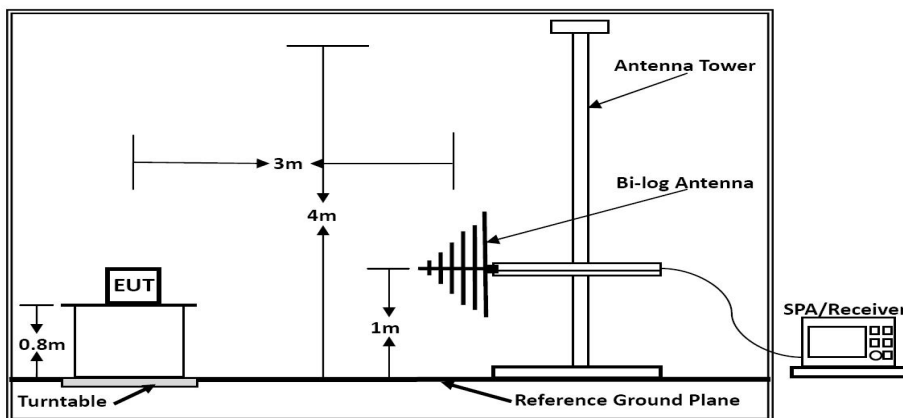 Antenna Tower
3m
Bi-log Antenna
4m
EUT
SPA/Receiver
0.8m
1m
Turntable
Reference Ground Plane